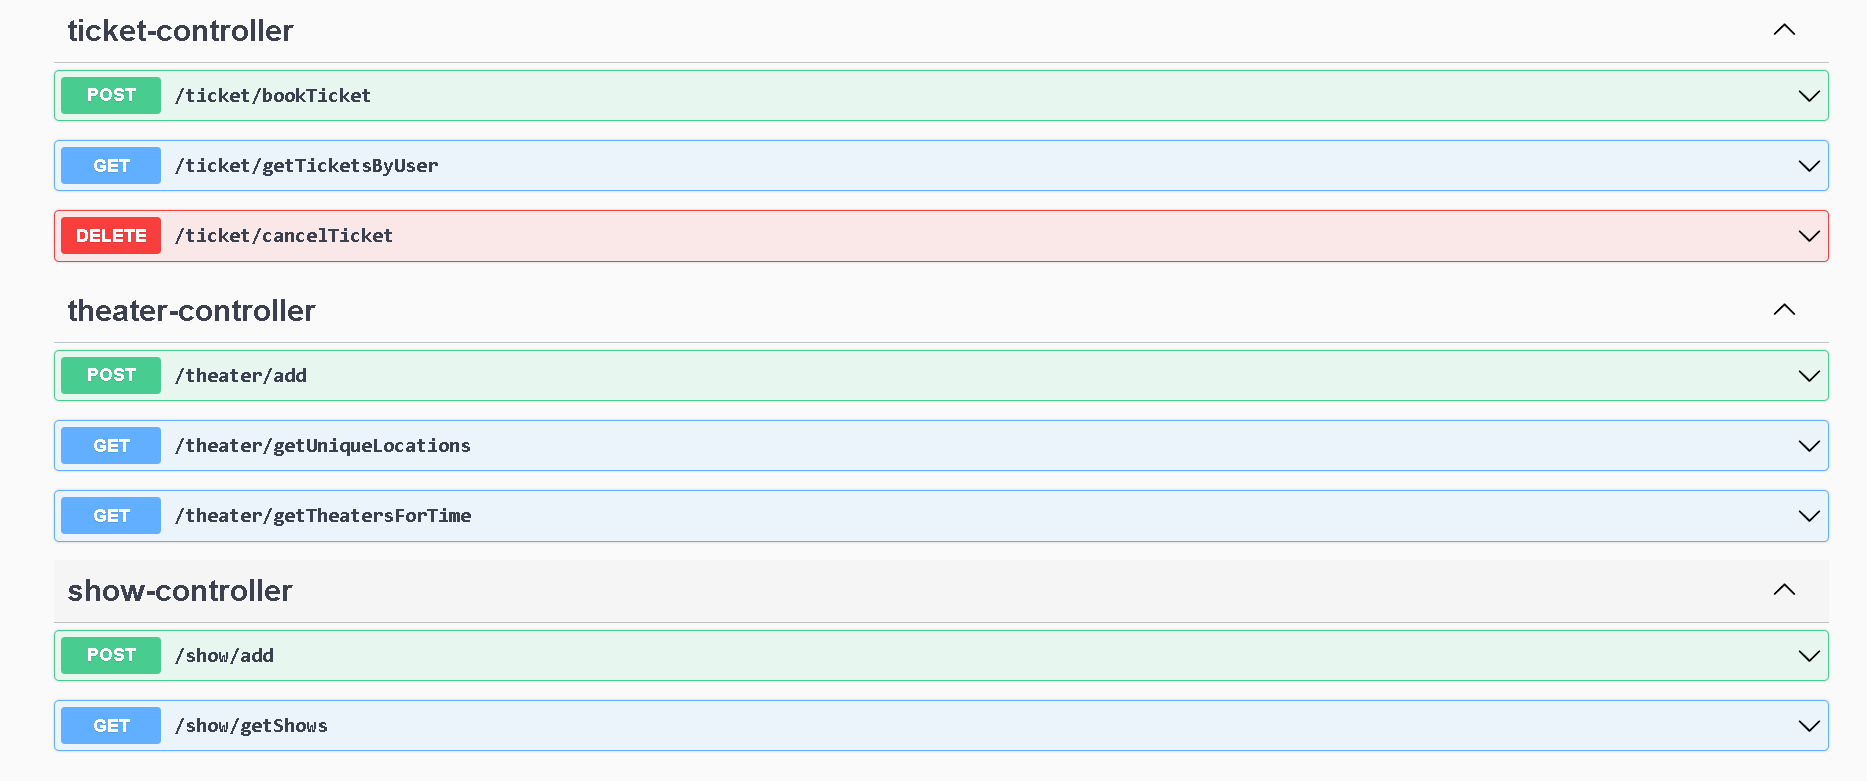 ticket-controller
POST /ticket/bookTicket
GET /ticket/getTicketsByUser
DELETE /ticket/cancelTicket
theater-controller
POST /theater/add
GET /theater/getUniqueLocations
GET /theater/getTheatersForTime
show-controller
POST /show/add
GET /show/getShows